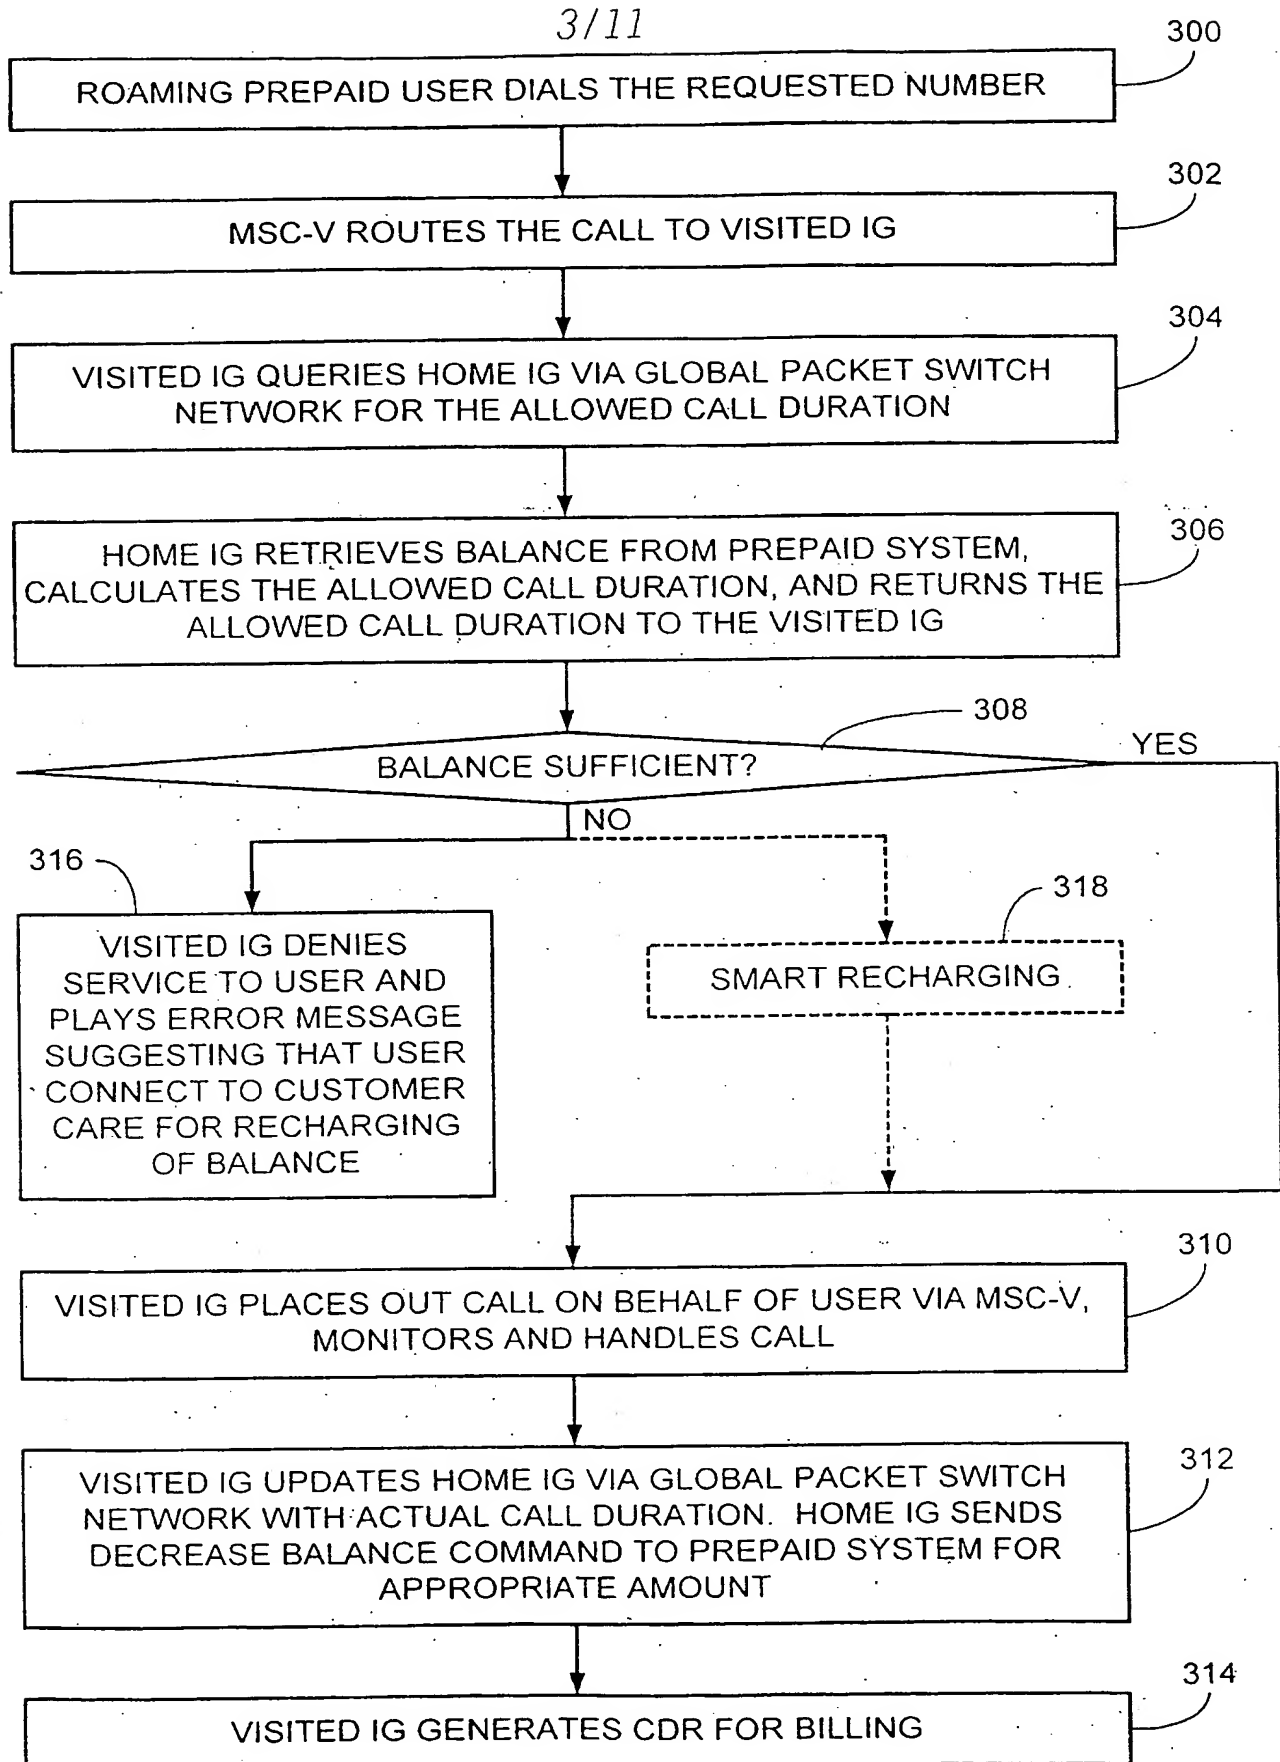 3/11
300
ROAMING PREPAID USER DIALS THE REQUESTED NUMBER
302
MSC-V ROUTES THE CALL TO VISITED IG
304
VISITED IG QUERIES HOME IG VIA GLOBAL PACKET SWITCH
NETWORK FOR THE ALLOWED CALL DURATION
306
HOME IG RETRIEVES BALANCE FROM PREPAID SYSTEM,
CALCULATES THE ALLOWED CALL DURATION, AND RETURNS THE
ALLOWED CALL DURATION TO THE VISITED IG
308
BALANCE SUFFICIENT?
YES
NO
316
VISITED IG DENIES
SERVICE TO USER AND
PLAYS ERROR MESSAGE
SUGGESTING THAT USER
CONNECT TO CUSTOMER
CARE FOR RECHARGING
OF BALANCE
318
SMART RECHARGING
310
VISITED IG PLACES OUT CALL ON BEHALF OF USER VIA MSC-V,
MONITORS AND HANDLES CALL
312
VISITED IG UPDATES HOME IG VIA GLOBAL PACKET SWITCH
NETWORK WITH ACTUAL CALL DURATION. HOME IG SENDS
DECREASE BALANCE COMMAND TO PREPAID SYSTEM FOR
APPROPRIATE AMOUNT
314
VISITED IG GENERATES CDR FOR BILLING